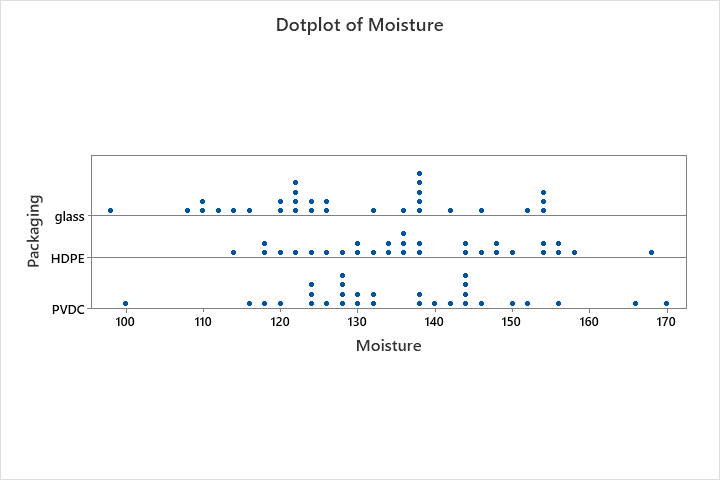 Dotplot of Moisture
Packaging
glass
HDPE
PVDC
100 110 120 130 140 150 160 170
Moisture